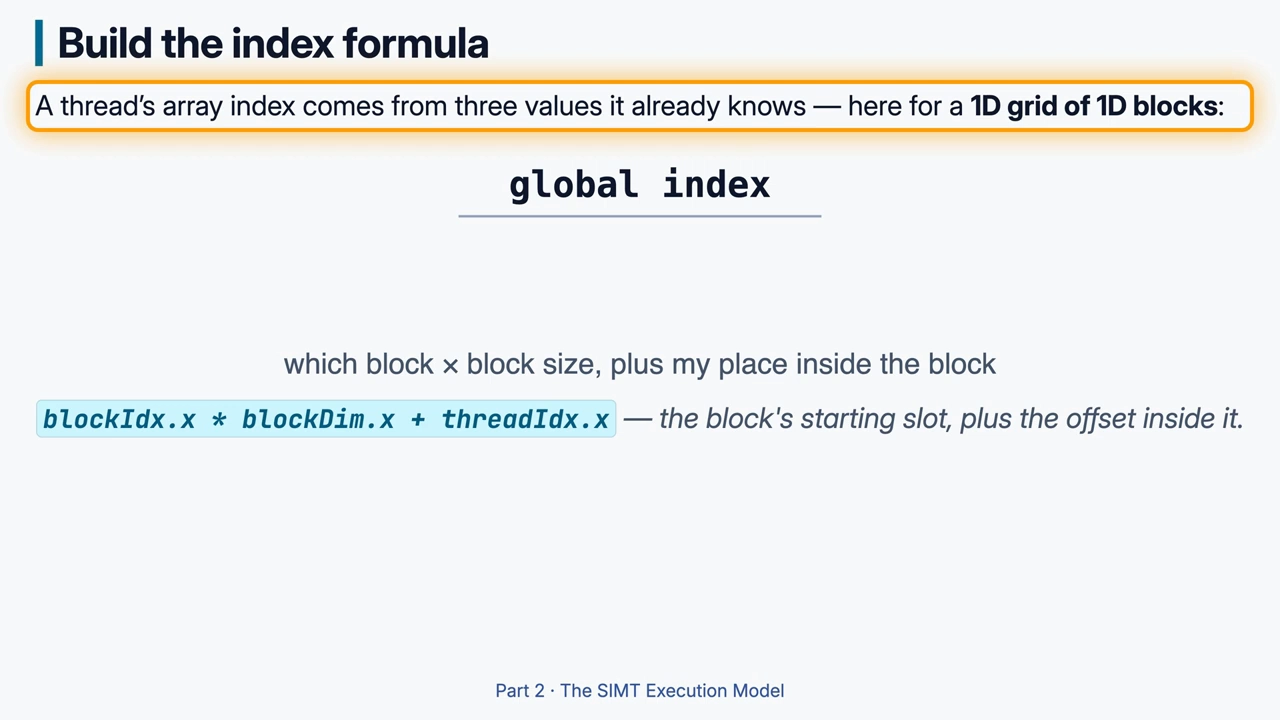 Build the index formula
A thread’s array index comes from three values it already knows — here for a 1D grid of 1D blocks:
global index
which block × block size, plus my place inside the block
blockIdx.x * blockDim.x + threadIdx.x — the block's starting slot, plus the offset inside it.
Part 2 · The SIMT Execution Model